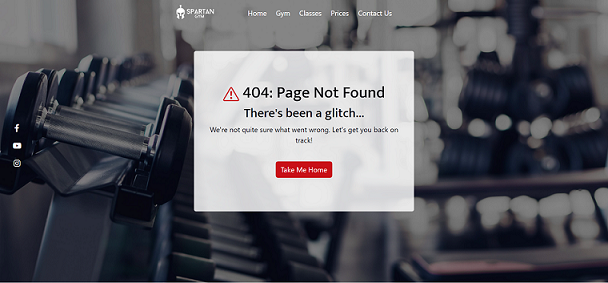 SPARTAN
GYM
Home Gym Classes Prices Contact Us
404: Page Not Found
There's been a glitch...
We're not quite sure what went wrong. Let's get you back on
track!
Take Me Home